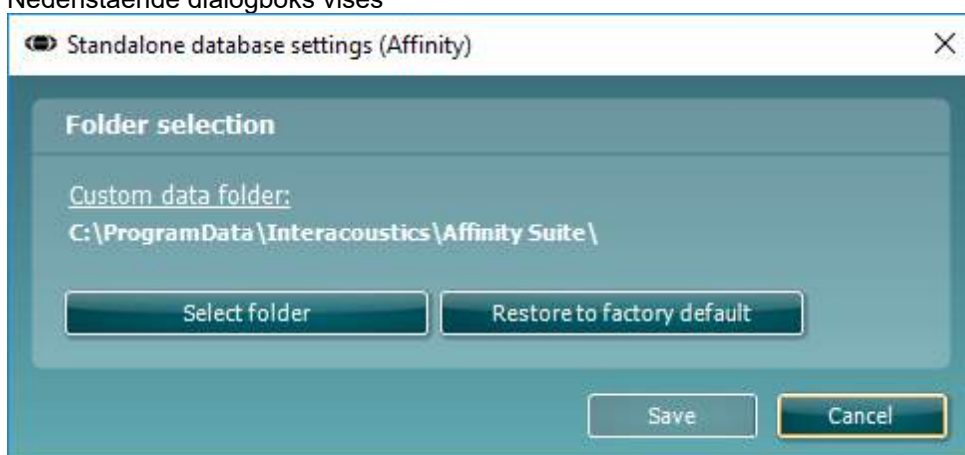 Nedenstående dialogboks vises
Standalone database settings (Affinity)
Folder selection
Custom data folder:
C:\ProgramData\Interacoustics\Affinity Suite\
Select folder
Restore to factory default
Save
Cancel